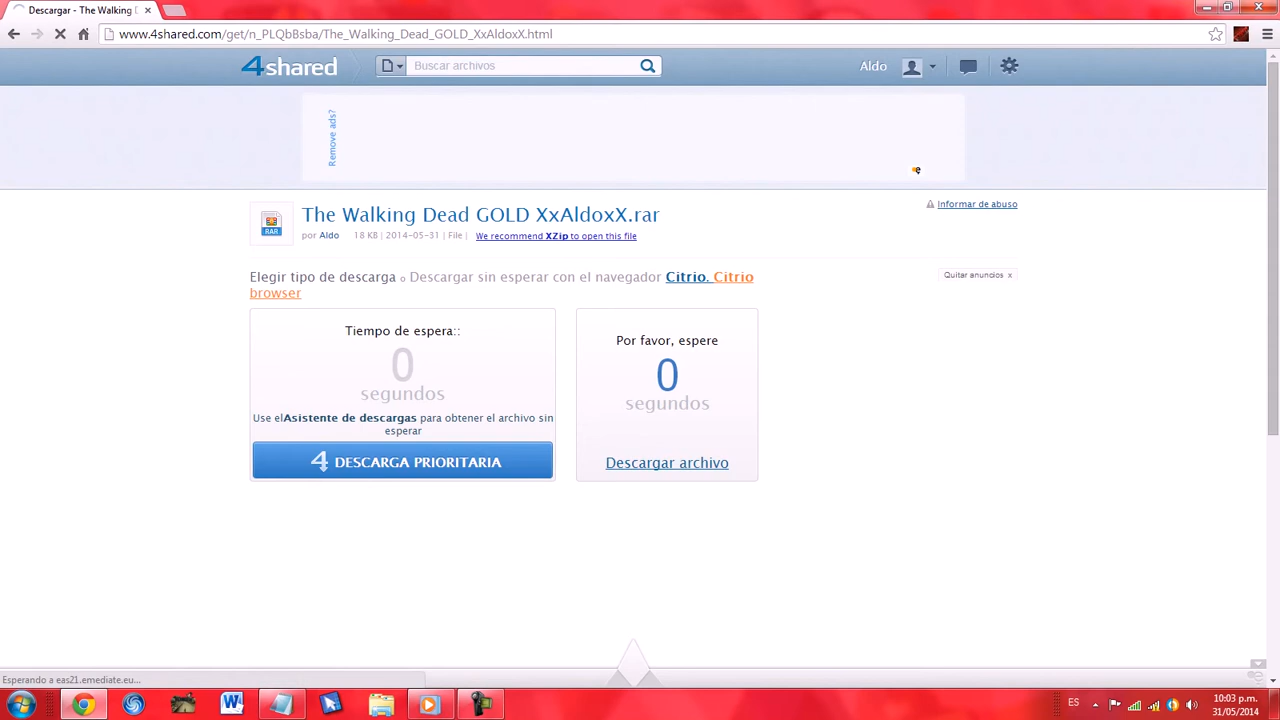 Descargar - The Walking D
www.4shared.com/get/n_PLQbBsba/The_Walking_Dead_GOLD_XxAldoxX.html
4shared
Buscar archivos
Aldo
Remove ads?
The Walking Dead GOLD XxAldoxX.rar
Informar de abuso
RAR
por Aldo 18 KB | 2014-05-31 | File | We recommend XZip to open this file
Elegir tipo de descarga o Descargar sin esperar con el navegador Citrio. Citrio
browser
Quitar anuncios x
Tiempo de espera::
0
segundos
Use elAsistente de descargas para obtener el archivo sin
esperar
4 DESCARGA PRIORITARIA
Por favor, espere
0
segundos
Descargar archivo
Esperando a eas21.emediate.eu...
ES
10:03 p.m.
31/05/2014